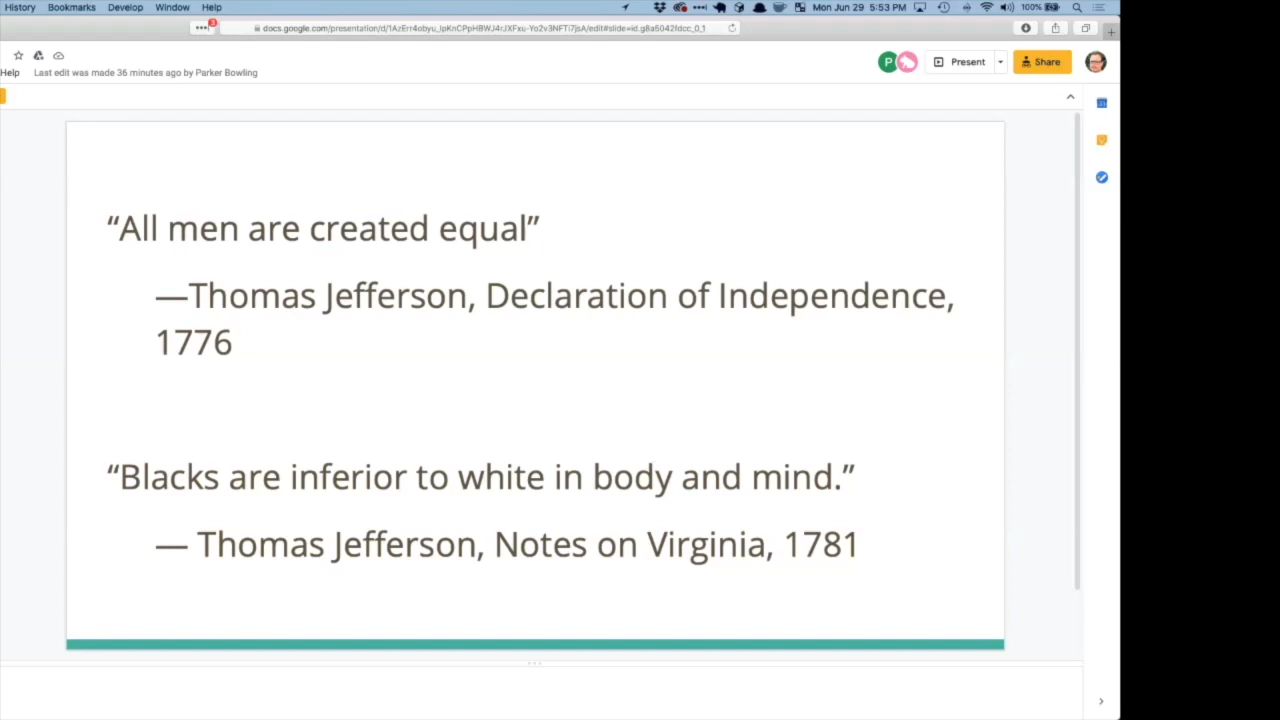 History Bookmarks Develop Window Help Mon Jun 29 5:53 PM 100%
3
Help Last edit was made 36 minutes ago by Parker Bowling
P Present Share
“All men are created equal”
—Thomas Jefferson, Declaration of Independence,
1776
“Blacks are inferior to white in body and mind.”
— Thomas Jefferson, Notes on Virginia, 1781